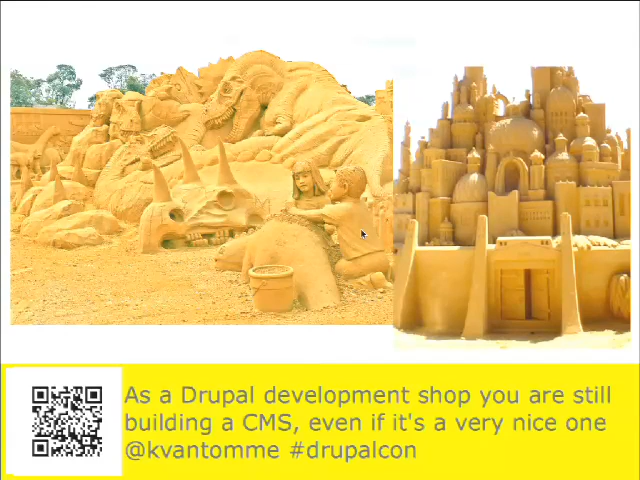 As a Drupal development shop you are still
building a CMS, even if it's a very nice one
@kvantomme #drupalcon